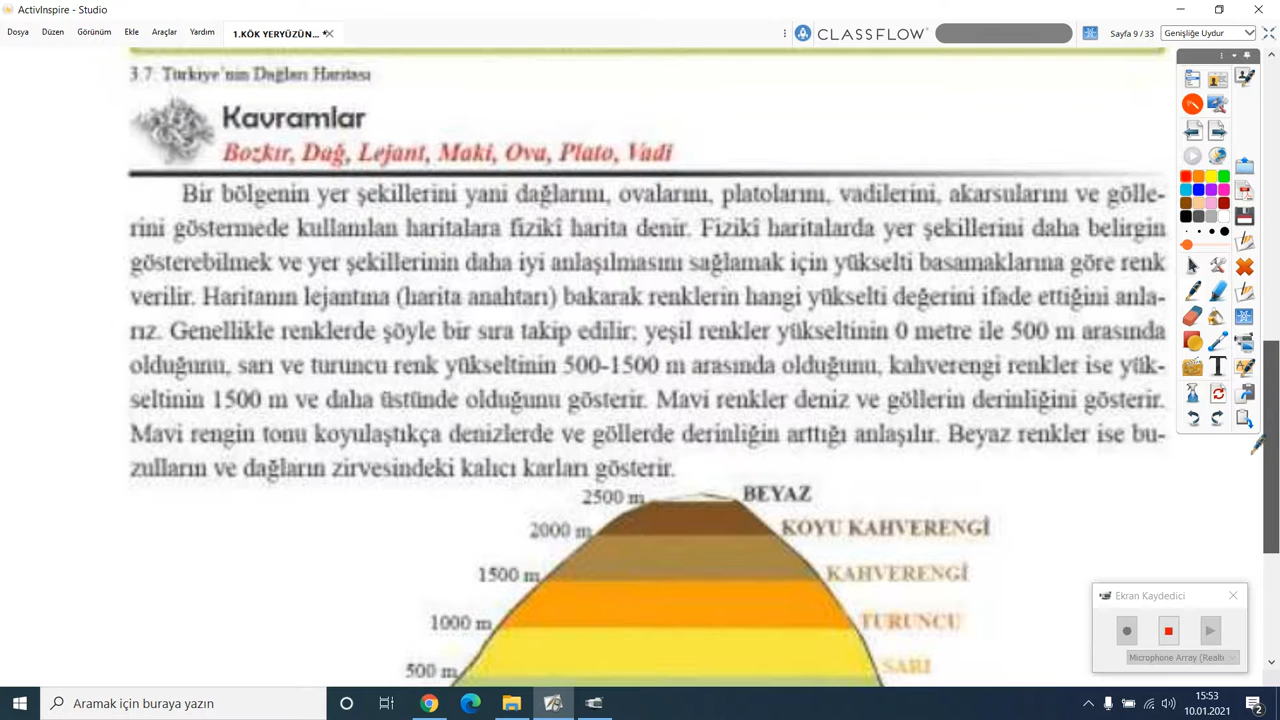 ActivInspire - Studio
Dosya Düzen Görünüm Ekle Araçlar Yardım
1.KÖK YERYÜZÜN...
CLASSFLOW
Sayfa 9 / 33
Genişliğe Uydur
3.7. Türkiye'nin Dağları Haritası
Kavramlar
Bozkır, Dağ, Lejant, Maki, Ova, Plato, Vadi
Bir bölgenin yer şekillerini yani dağlarını, ovalarını, platolarını, vadilerini, akarsularını ve gölle-
rini göstermede kullanılan haritalara fizikî harita denir. Fizikî haritalarda yer şekillerini daha belirgin
gösterebilmek ve yer şekillerinin daha iyi anlaşılmasını sağlamak için yükselti basamaklarına göre renk
verilir. Haritanın lejantına (harita anahtarı) bakarak renklerin hangi yükselti değerini ifade ettiğini anla-
rız. Genellikle renklerde şöyle bir sıra takip edilir; yeşil renkler yükseltinin 0 metre ile 500 m arasında
olduğunu, sarı ve turuncu renk yükseltinin 500-1500 m arasında olduğunu, kahverengi renkler ise yük-
seltinin 1500 m ve daha üstünde olduğunu gösterir. Mavi renkler deniz ve göllerin derinliğini gösterir.
Mavi rengin tonu koyulaştıkça denizlerde ve göllerde derinliğin arttığı anlaşılır. Beyaz renkler ise bu-
zulların ve dağların zirvesindeki kalıcı karları gösterir.
2500 m BEYAZ
2000 m KOYU KAHVERENGİ
1500 m KAHVERENGİ
1000 m TURUNCU
500 m SARI
Ekran Kaydedici
Microphone Array (Realt
Aramak için buraya yazın
15:53
10.01.2021
2